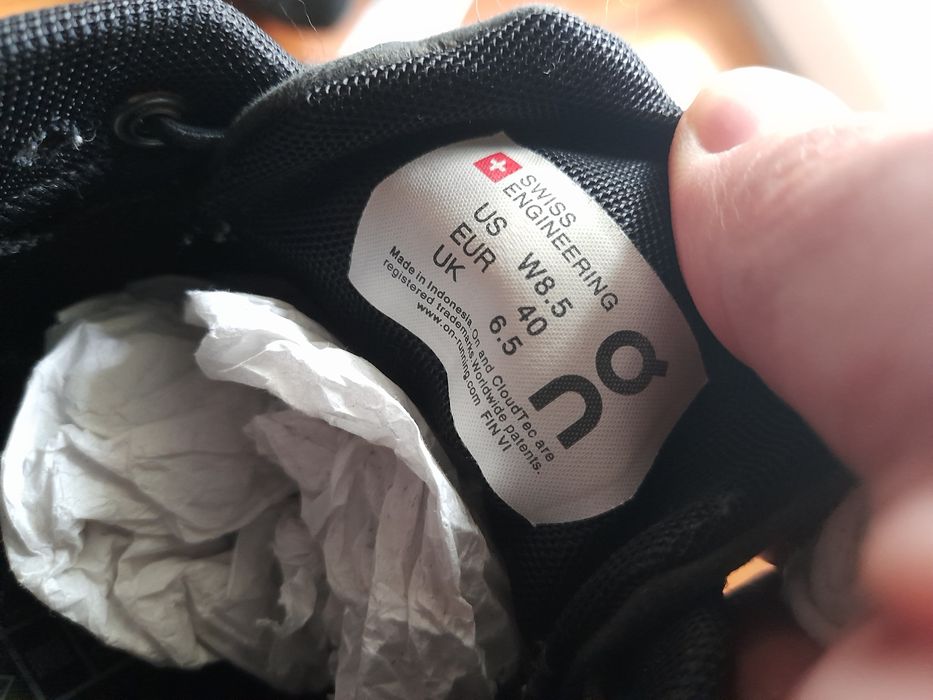 SWISS
ENGINEERING
US W8.5
EUR 40
UK 6.5
Made in Indonesia. On and CloudTec are
registered trademarks. Worldwide patents.
www.on-running.com FIN VI
On